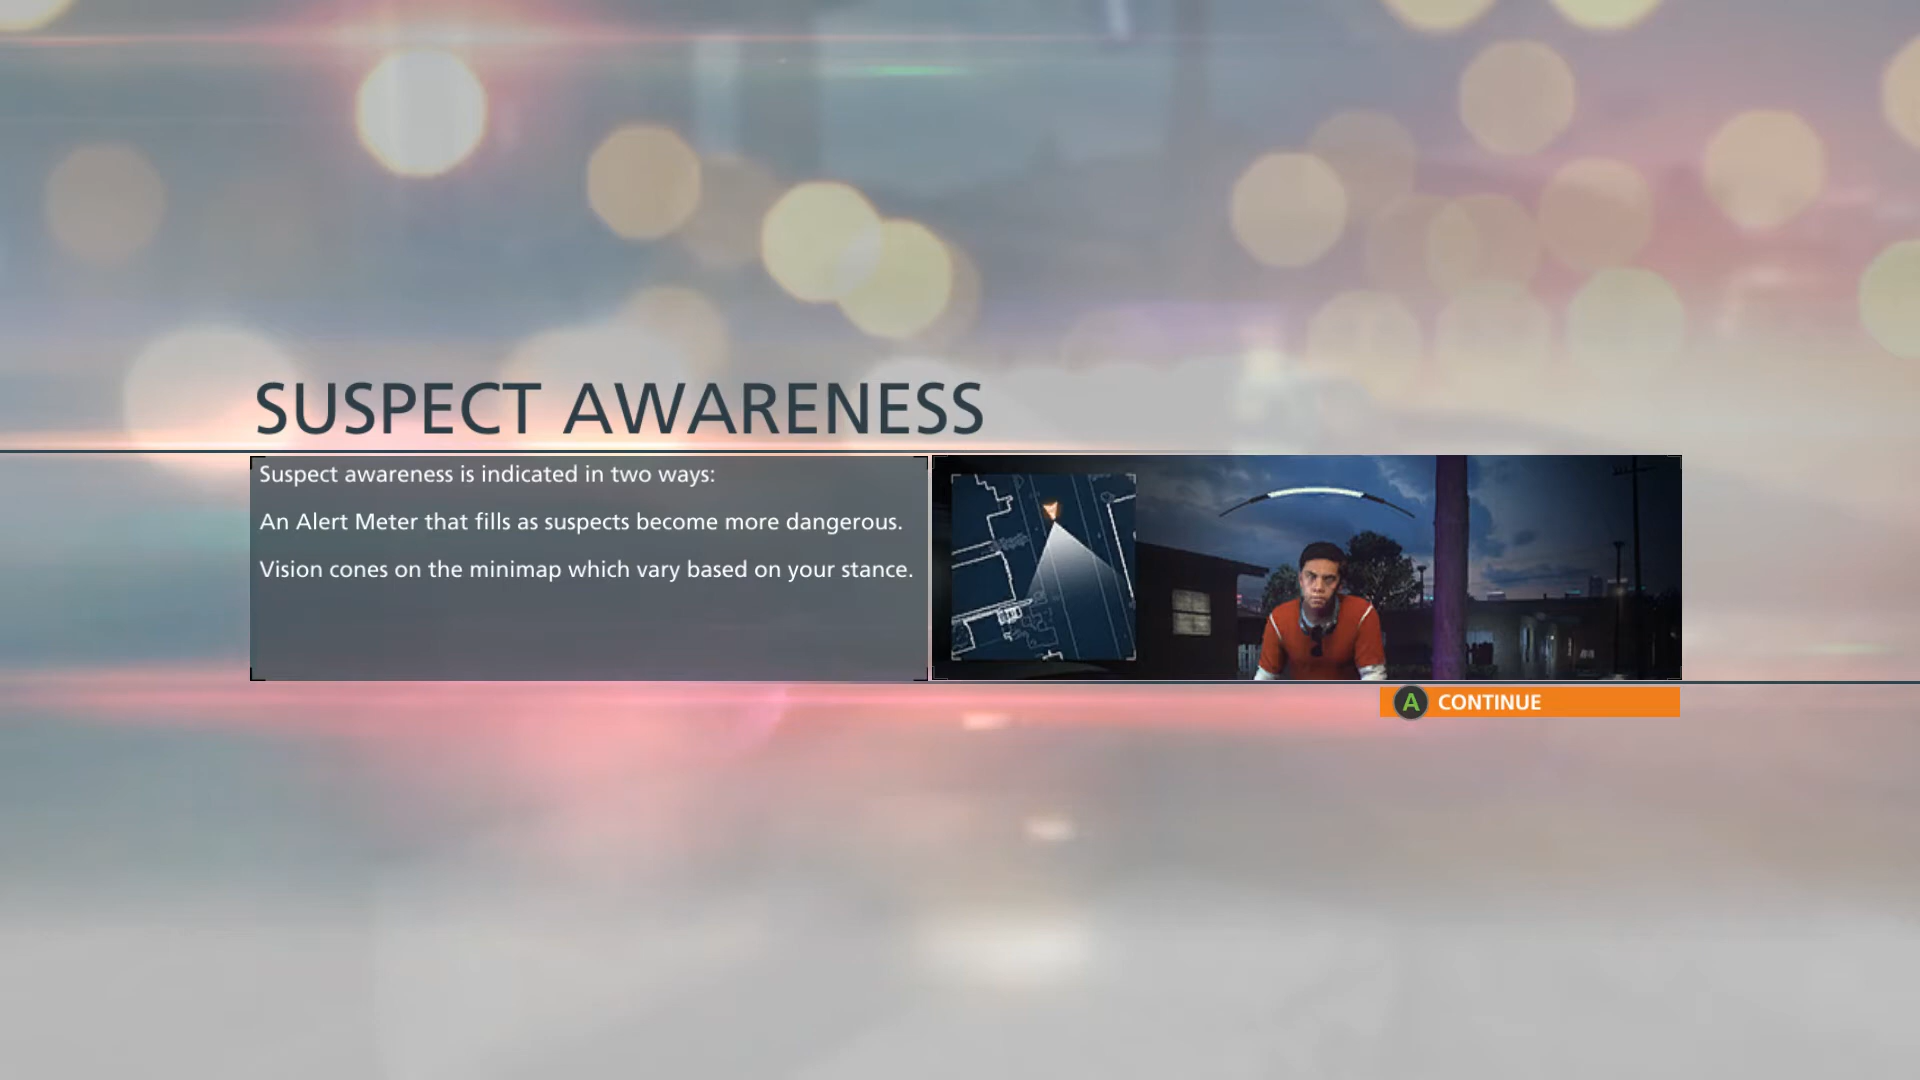 SUSPECT AWARENESS
Suspect awareness is indicated in two ways:
An Alert Meter that fills as suspects become more dangerous.
Vision cones on the minimap which vary based on your stance.
A CONTINUE